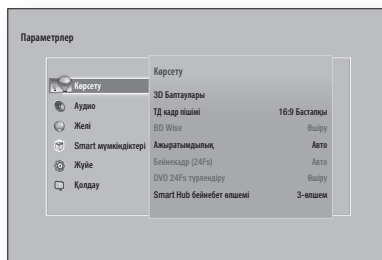 Параметрлер
Көрсету
Аудио
Желі
Smart мүмкіндіктері
Жүйе
Қолдау
Көрсету
3D Баптаулары
ТД кадр пішімі 16:9 Бастапқы
BD Wise Өшіру
Ажыратымдылық Авто
Бейнекадр (24Fs) Авто
DVD 24Fs түрлендіру Өшіру
Smart Hub бейнебет өлшемі 3-өлшем